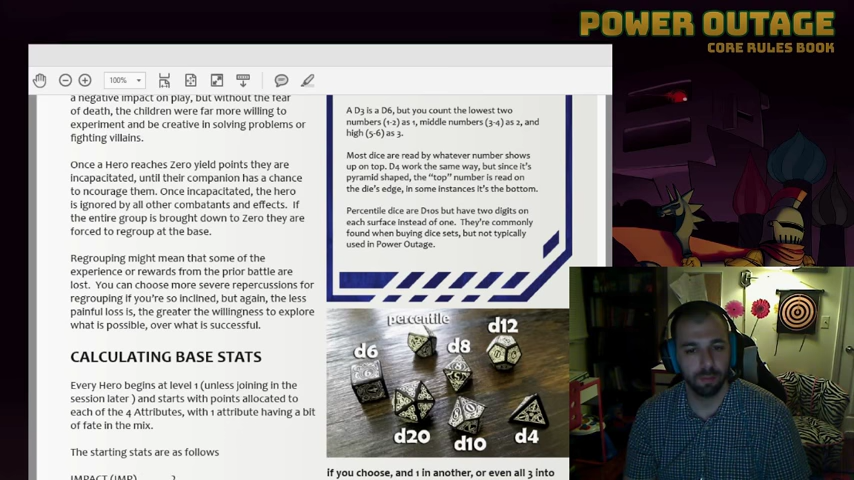 POWER OUTAGE
CORE RULES BOOK
100%
a negative impact on play, but without the fear
of death, the children were far more willing to
experiment and be creative in solving problems or
fighting villains.
Once a Hero reaches Zero yield points they are
incapacitated, until their companion has a chance
to ncourage them. Once incapacitated, the hero
is ignored by all other combatants and effects. If
the entire group is brought down to Zero they are
forced to regroup at the base.
Regrouping might mean that some of the
experience or rewards from the prior battle are
lost. You can choose more severe repercussions for
regrouping if you're so inclined, but again, the less
painful loss is, the greater the willingness to explore
what is possible, over what is successful.
CALCULATING BASE STATS
Every Hero begins at level 1 (unless joining in the
session later ) and starts with points allocated to
each of the 4 Attributes, with 1 attribute having a bit
of fate in the mix.
The starting stats are as follows
IMPACT (IMP) 2
A D3 is a D6, but you count the lowest two
numbers (1-2) as 1, middle numbers (3-4) as 2, and
high (5-6) as 3.
Most dice are read by whatever number shows
up on top. D4 work the same way, but since it's
pyramid shaped, the "top" number is read on
the die's edge, in some instances it's the bottom.
Percentile dice are D10s but have two digits on
each surface instead of one. They're commonly
found when buying dice sets, but not typically
used in Power Outage.
percentile
d12
d6
d8
d20
d10
d4
if you choose, and 1 in another, or even all 3 into